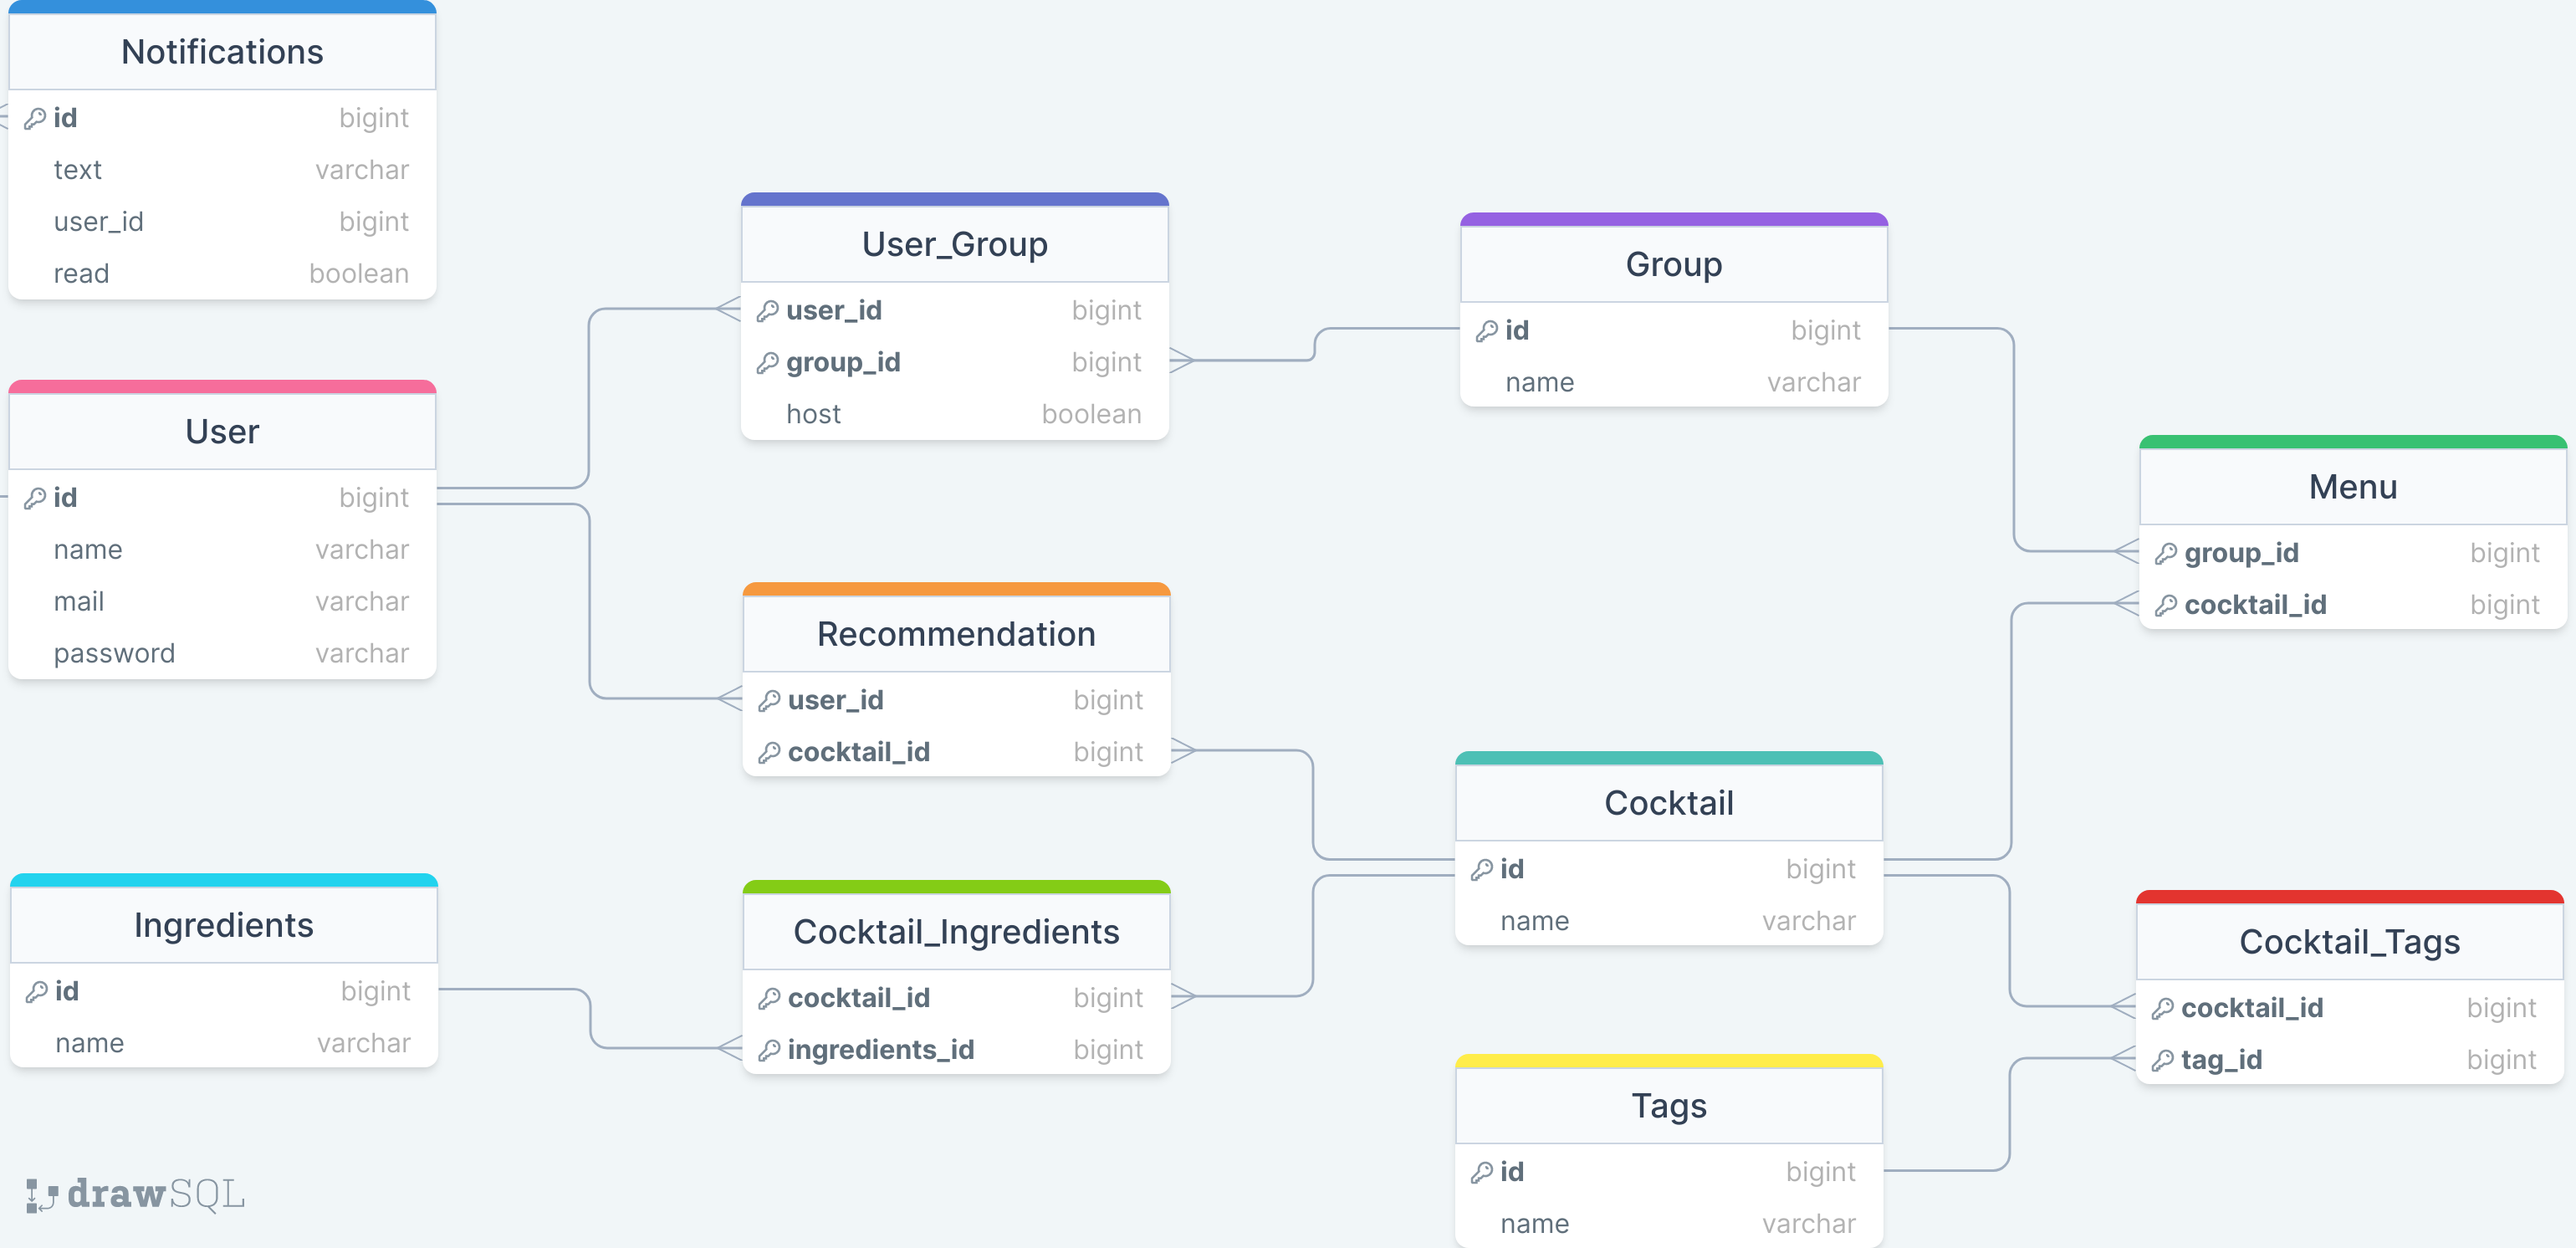 Notifications
id bigint
text varchar
user_id bigint
read boolean
User
id bigint
name varchar
mail varchar
password varchar
Ingredients
id bigint
name varchar
User_Group
user_id bigint
group_id bigint
host boolean
Recommendation
user_id bigint
cocktail_id bigint
Cocktail_Ingredients
cocktail_id bigint
ingredients_id bigint
Group
id bigint
name varchar
Cocktail
id bigint
name varchar
Tags
id bigint
name varchar
Menu
group_id bigint
cocktail_id bigint
Cocktail_Tags
cocktail_id bigint
tag_id bigint
drawSQL